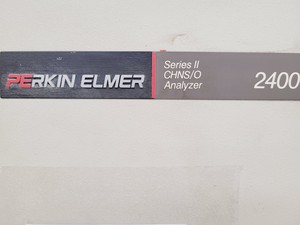 PERKIN ELMER
Series II
CHNS/O
Analyzer
2400